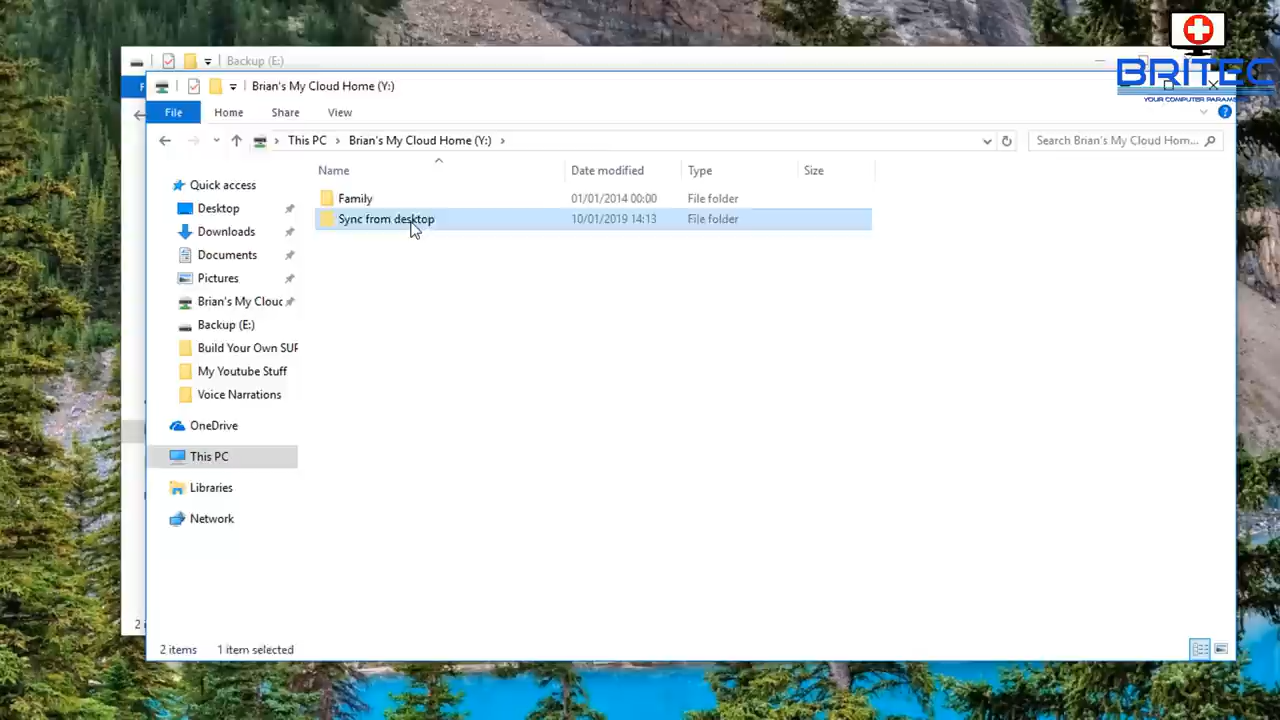 Backup (E:)
BRITEC
Brian's My Cloud Home (Y:)
File Home Share View
This PC Brian's My Cloud Home (Y:) Search Brian's My Cloud Hom...
Name Date modified Type Size
Quick access
Desktop
Downloads
Documents
Pictures
Brian's My Cloud
Backup (E:)
Build Your Own SUP
My Youtube Stuff
Voice Narrations
OneDrive
This PC
Libraries
Network
Family 01/01/2014 00:00 File folder
Sync from desktop 10/01/2019 14:13 File folder
2 items 1 item selected